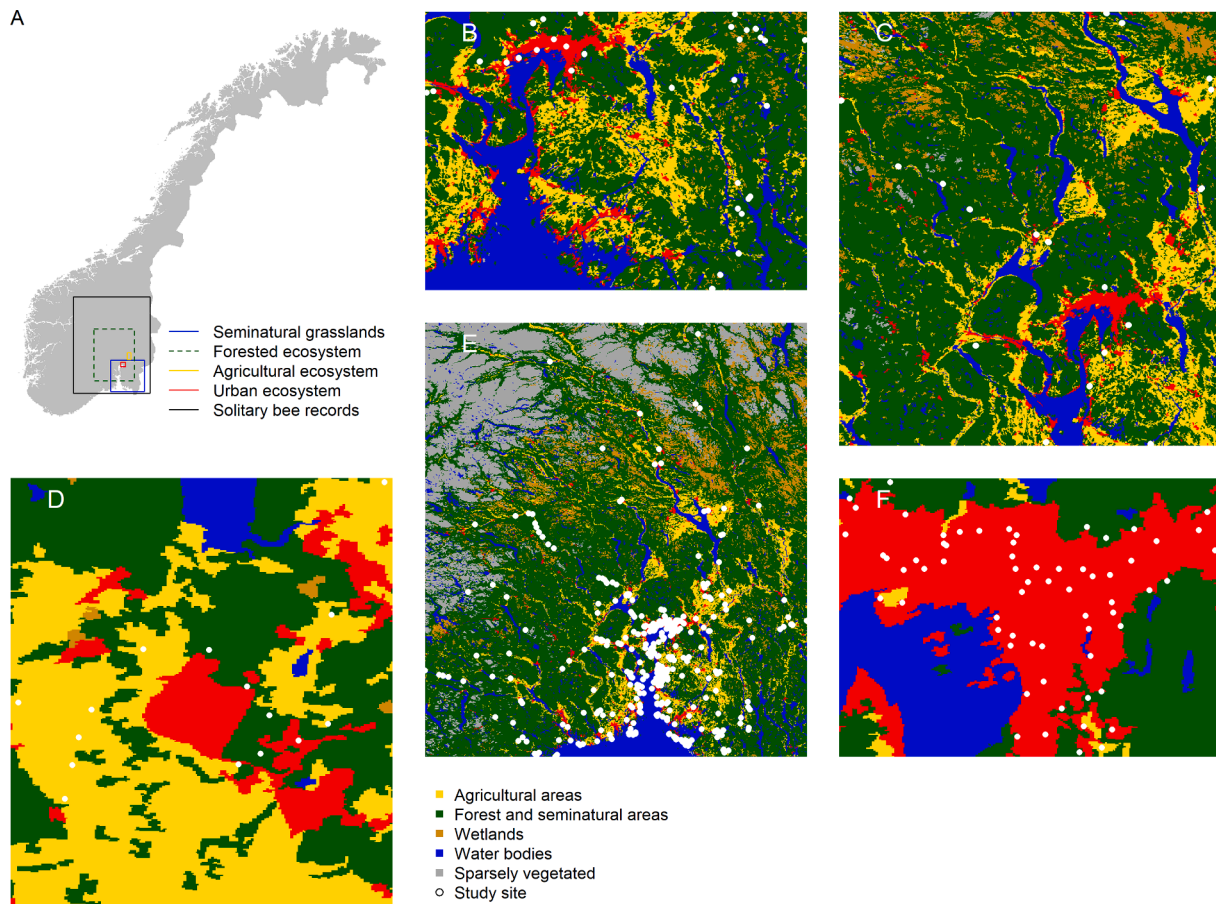 A
B
C
Seminatural grasslands
Forested ecosystem
Agricultural ecosystem
Urban ecosystem
Solitary bee records
E
D
F
Agricultural areas
Forest and seminatural areas
Wetlands
Water bodies
Sparsely vegetated
Study site